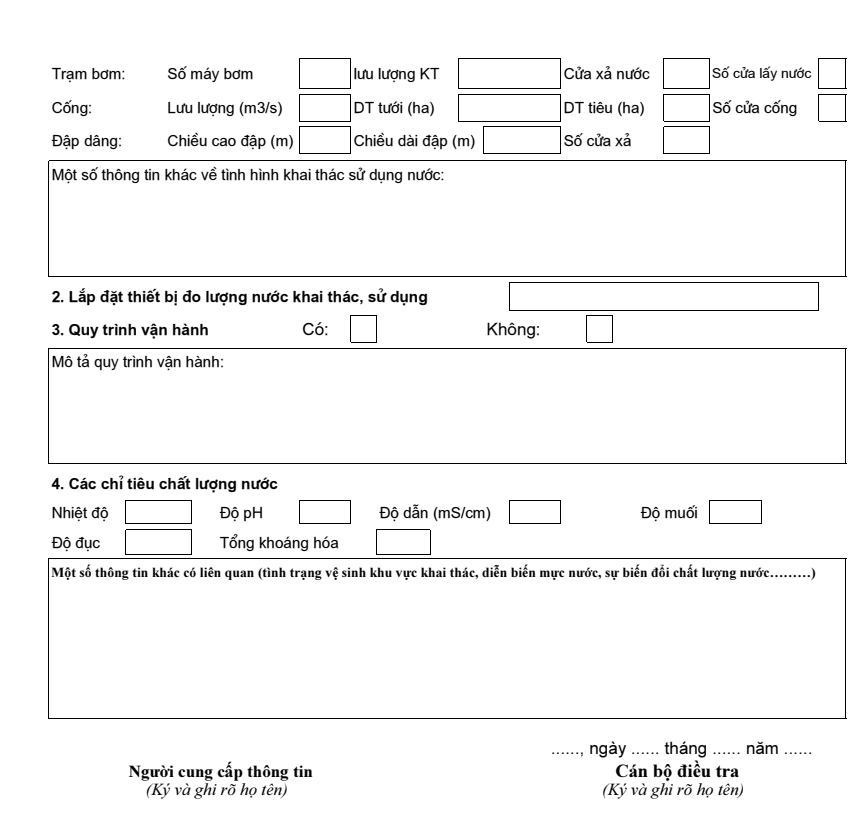 Trạm bơm: Số máy bơm lưu lượng KT Cửa xả nước Số cửa lấy nước
Cống: Lưu lượng (m3/s) DT tưới (ha) DT tiêu (ha) Số cửa cống
Đập dâng: Chiều cao đập (m) Chiều dài đập (m) Số cửa xả
Một số thông tin khác về tình hình khai thác sử dụng nước:
2. Lắp đặt thiết bị đo lượng nước khai thác, sử dụng
3. Quy trình vận hành Có: Không:
Mô tả quy trình vận hành:
4. Các chỉ tiêu chất lượng nước
Nhiệt độ Độ pH Độ dẫn (mS/cm) Độ muối
Độ đục Tổng khoáng hóa
Một số thông tin khác có liên quan (tình trạng vệ sinh khu vực khai thác, diễn biến mực nước, sự biến đổi chất lượng nước.........)
......, ngày ...... tháng ...... năm ......
Người cung cấp thông tin Cán bộ điều tra
(Ký và ghi rõ họ tên) (Ký và ghi rõ họ tên)